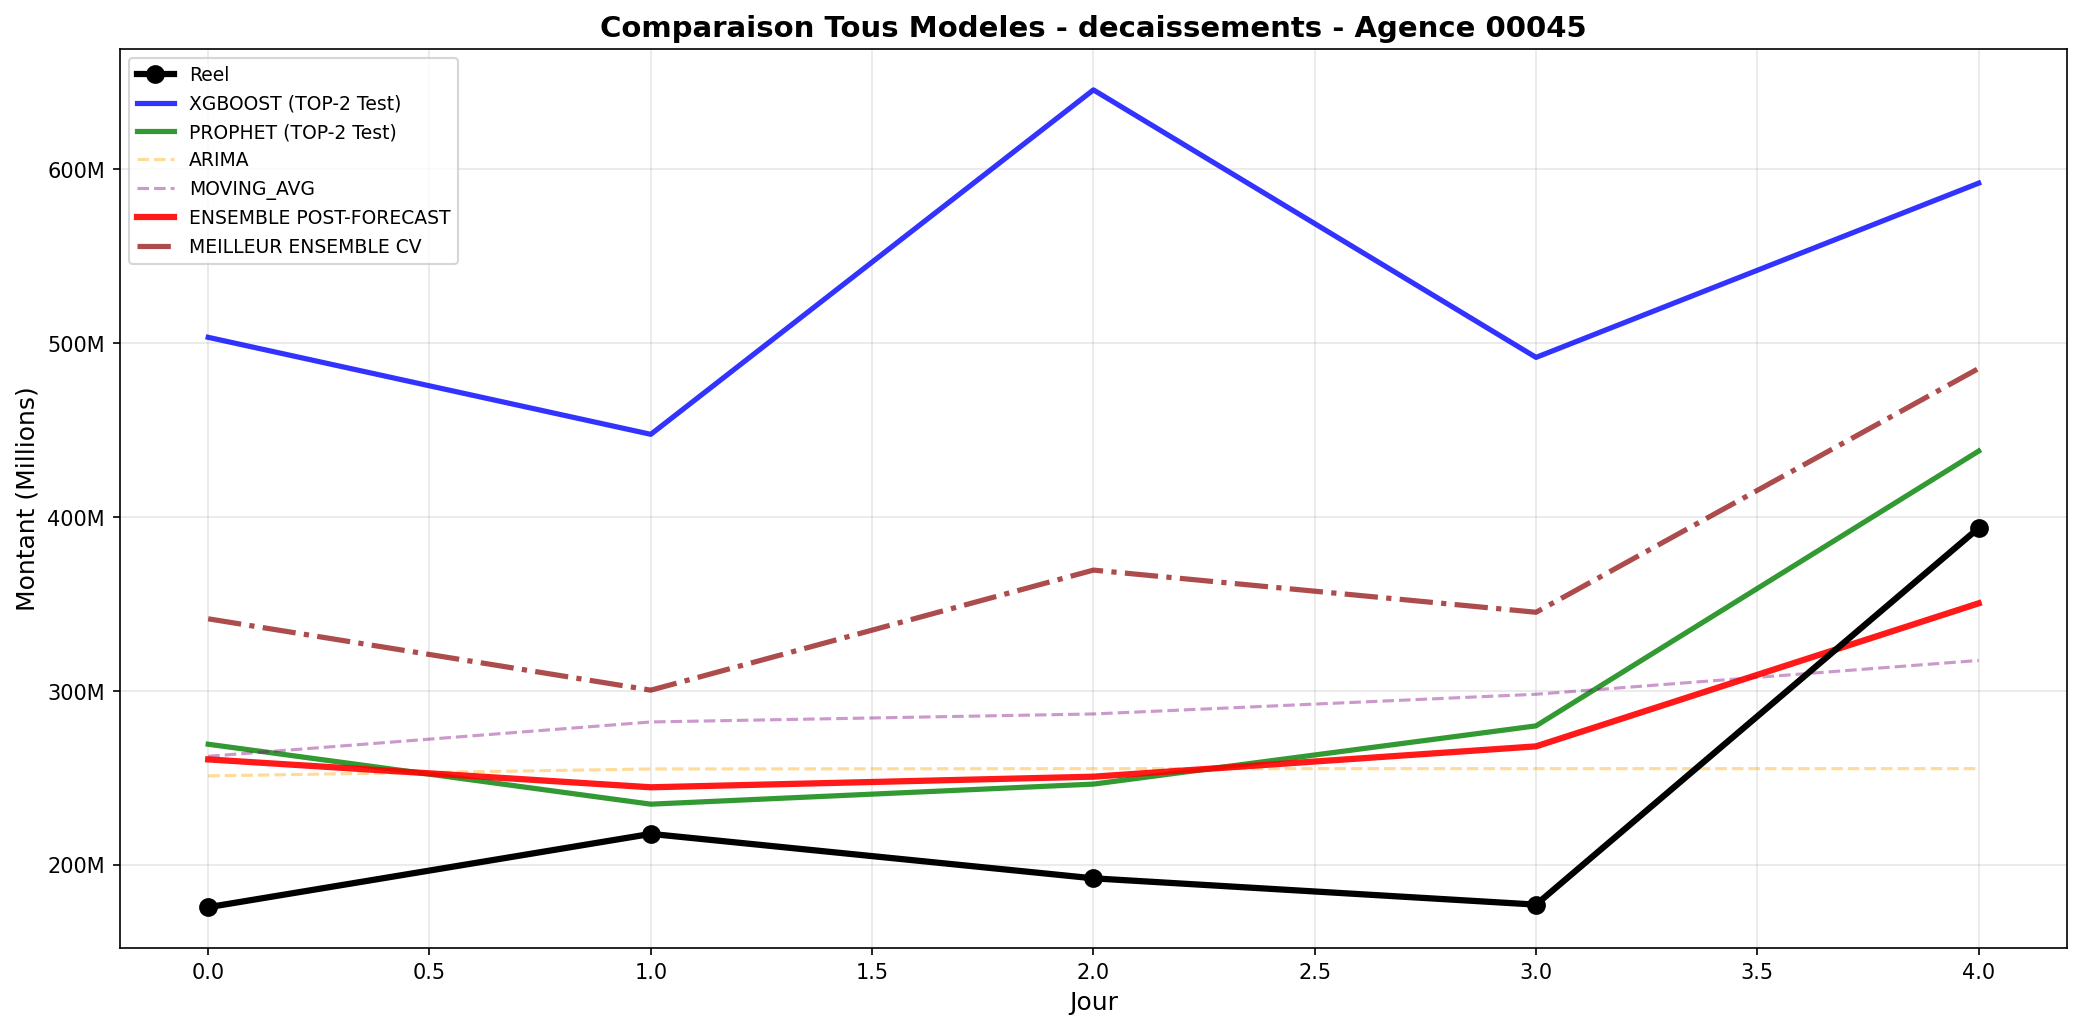 Comparaison Tous Modeles - decaissements - Agence 00045
Reel
XGBOOST (TOP-2 Test)
PROPHET (TOP-2 Test)
ARIMA
MOVING_AVG
ENSEMBLE POST-FORECAST
MEILLEUR ENSEMBLE CV
Montant (Millions)
600M
500M
400M
300M
200M
0.0 0.5 1.0 1.5 2.0 2.5 3.0 3.5 4.0
Jour